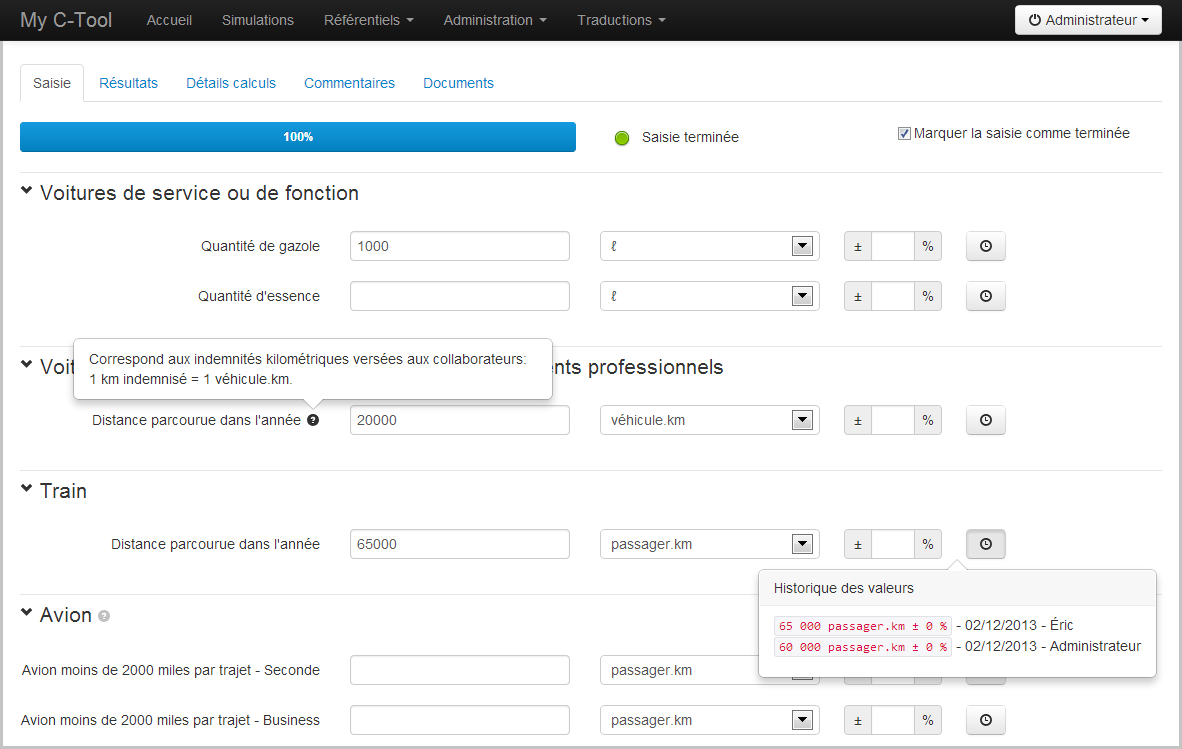 My C-Tool Accueil Simulations Référentiels Administration Traductions Administrateur
Saisie Résultats Détails calculs Commentaires Documents
100% Saisie terminée Marquer la saisie comme terminée
Voitures de service ou de fonction
Quantité de gazole 1000 ℓ ± %
Quantité d'essence ℓ ± %
Correspond aux indemnités kilométriques versées aux collaborateurs:
1 km indemnisé = 1 véhicule.km.
professionnels
Distance parcourue dans l'année ? 20000 véhicule.km ± %
Train
Distance parcourue dans l'année 65000 passager.km ± %
Historique des valeurs
65 000 passager.km ± 0 % - 02/12/2013 - Éric
60 000 passager.km ± 0 % - 02/12/2013 - Administrateur
Avion ?
Avion moins de 2000 miles par trajet - Seconde passager.km
Avion moins de 2000 miles par trajet - Business passager.km ± %